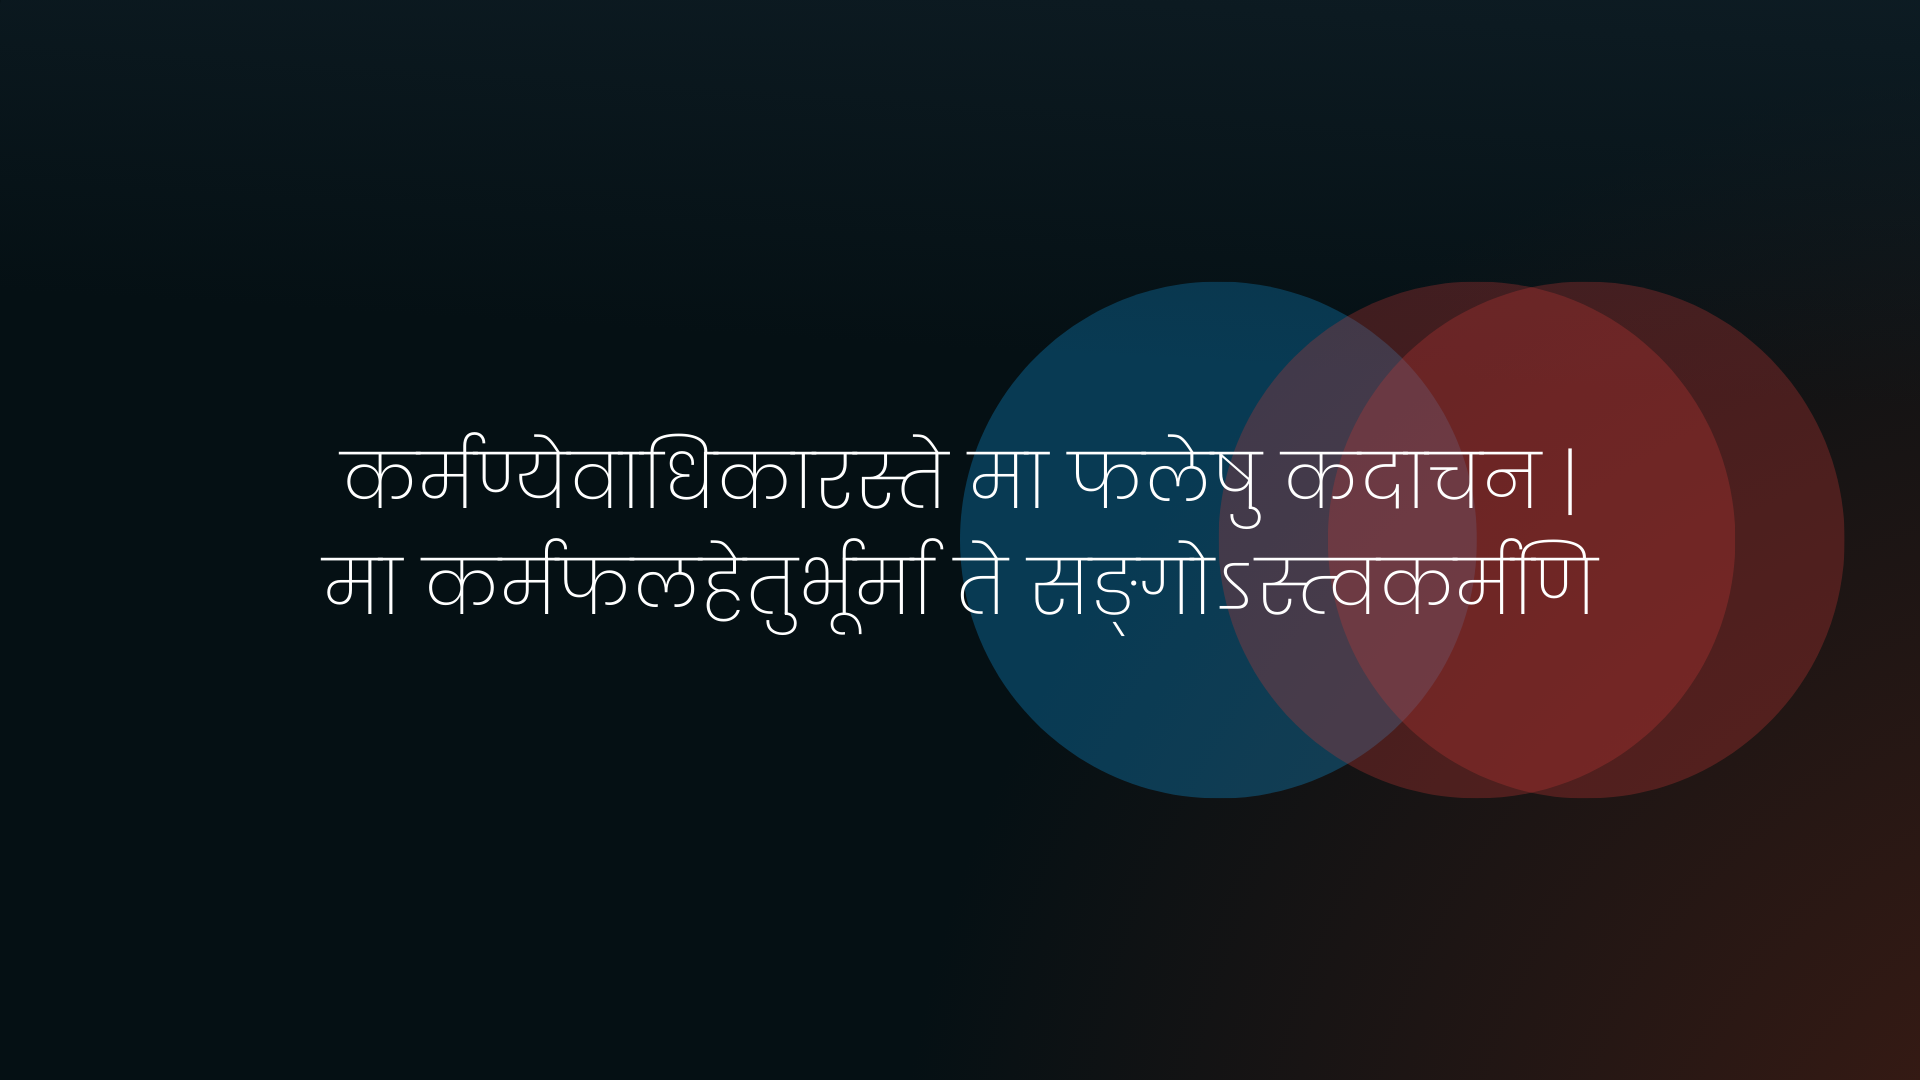 कर्मण्येवाधिकारस्ते मा फलेषु कदाचन |
मा कर्मफलहेतुर्भूर्मा ते सङ्गोऽस्त्वकर्मणि